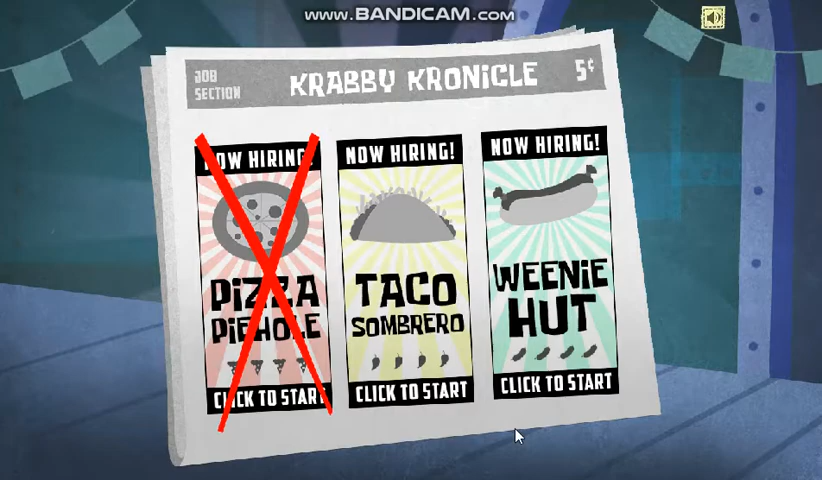 WWW.BANDICAM.COM
JOB
SECTION
KRABBY KRONICLE
5¢
NOW HIRING!
PIZZA
PIEHOLE
CLICK TO START
NOW HIRING!
TACO
SOMBRERO
CLICK TO START
NOW HIRING!
WEENIE
HUT
CLICK TO START